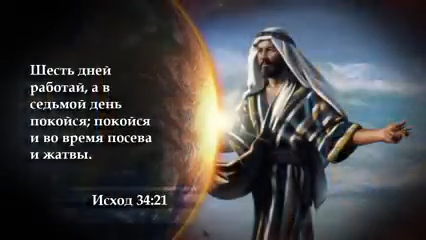 Шесть дней
работай, а в
седьмой день
покойся; покойся
и во время посева
и жатвы.
Исход 34:21